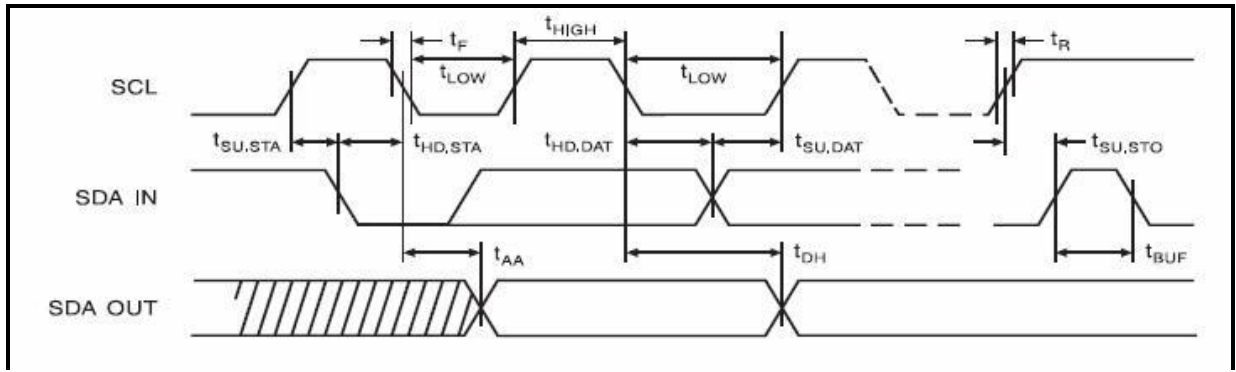 tF tHIGH tR
tLOW tLOW
SCL
tSU,STA tHD,STA tHD,DAT tSU,DAT tSU,STO
SDA IN
tAA tDH tBUF
SDA OUT